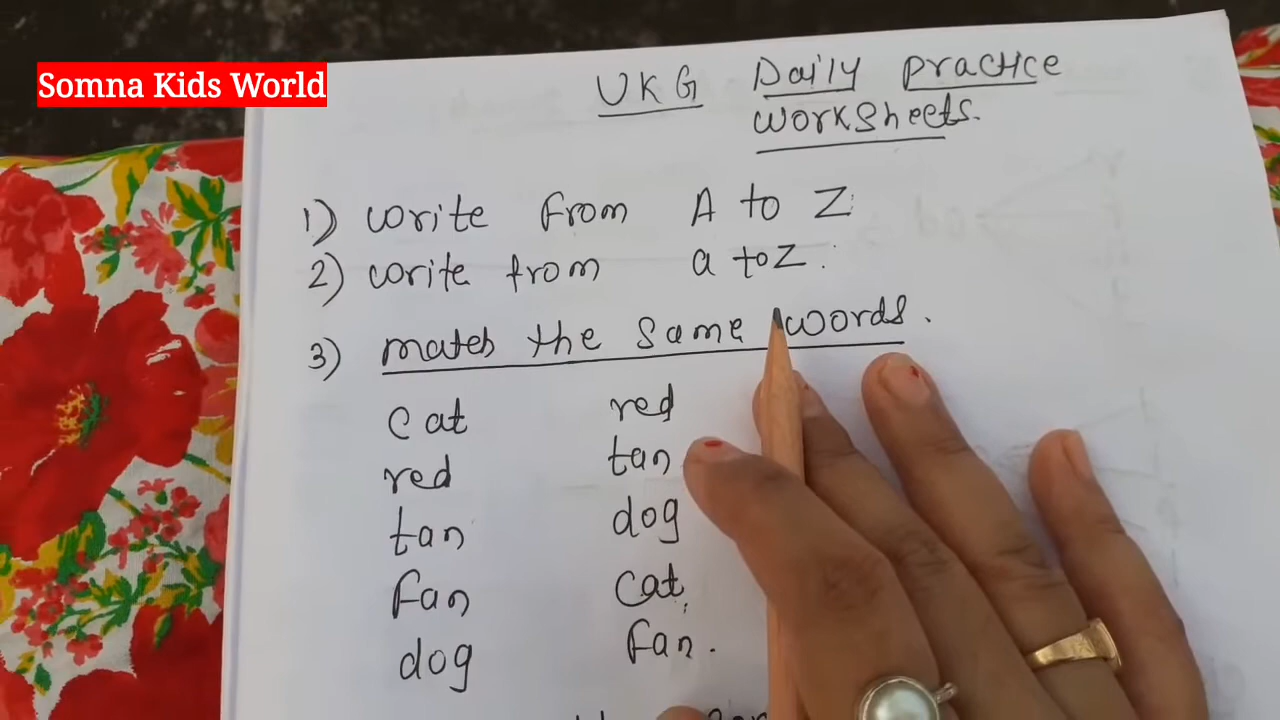 Somna Kids World
UKG Daily practice
worksheets.
1) write from A to Z
2) write from a to z.
3) match the same words.
cat red
red tan
tan dog
fan cat
dog fan.